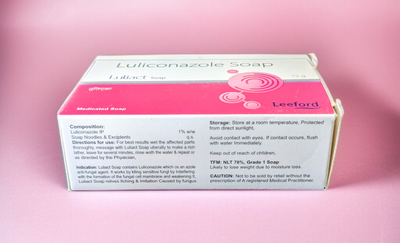 Luliconazole Soap
Luliact Soap
75 g
Medicated Soap
Leeford
Composition:
Luliconazole IP 1% w/w
Soap Noodles & Excipients q.s.
Directions for use: For best results wet the affected parts
thoroughly, message with Luliact Soap ulterally to make a rich
lather, leave for several minutes, rinse with the water & repeat or
as directed by the Physician,
Indication: Luliact Soap contains Luliconazole which os an azole
anti-fungal agent. It works by killing sensitive fungi by interfering
with the formation of the fungal cell membrane and weakening it,
Luliact Soap relives Itching & Irritation Caused by fungus.
Storage: Store at a room temperature, Protected
from direct sunlight,
Avoid contact with eyes. If contact occurs, flush
with water Immediately.
Keep out of reach of children,
TFM: NLT 76%, Grade 1 Soap
Likely to lose weight due to moisture loss.
CAUTION: Not to be sold by retail without the
prescription of A registered Medical Practitioner.